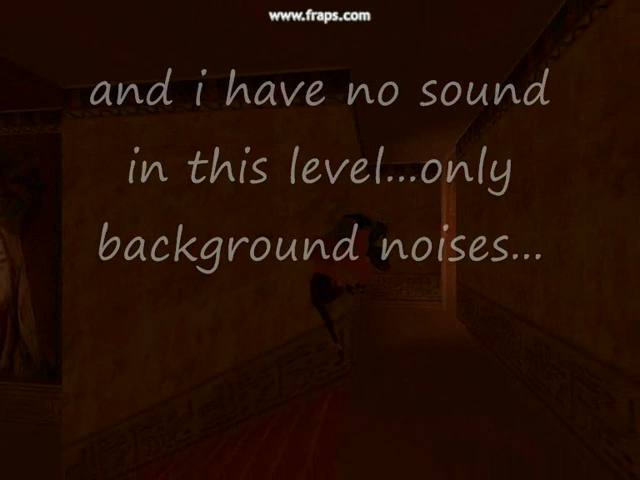 www.fraps.com
and i have no sound
in this level...only
background noises...